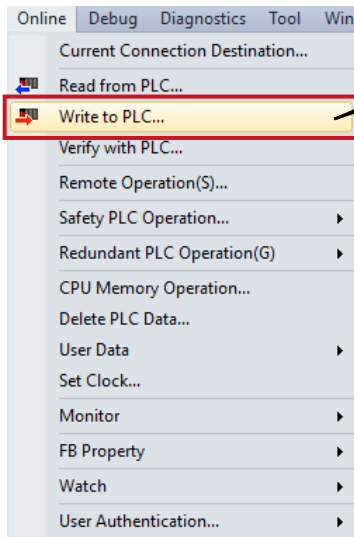 Online Debug Diagnostics Tool Win
Current Connection Destination...
Read from PLC...
Write to PLC...
Verify with PLC...
Remote Operation(S)...
Safety PLC Operation...
Redundant PLC Operation(G)
CPU Memory Operation...
Delete PLC Data...
User Data
Set Clock...
Monitor
FB Property
Watch
User Authentication...